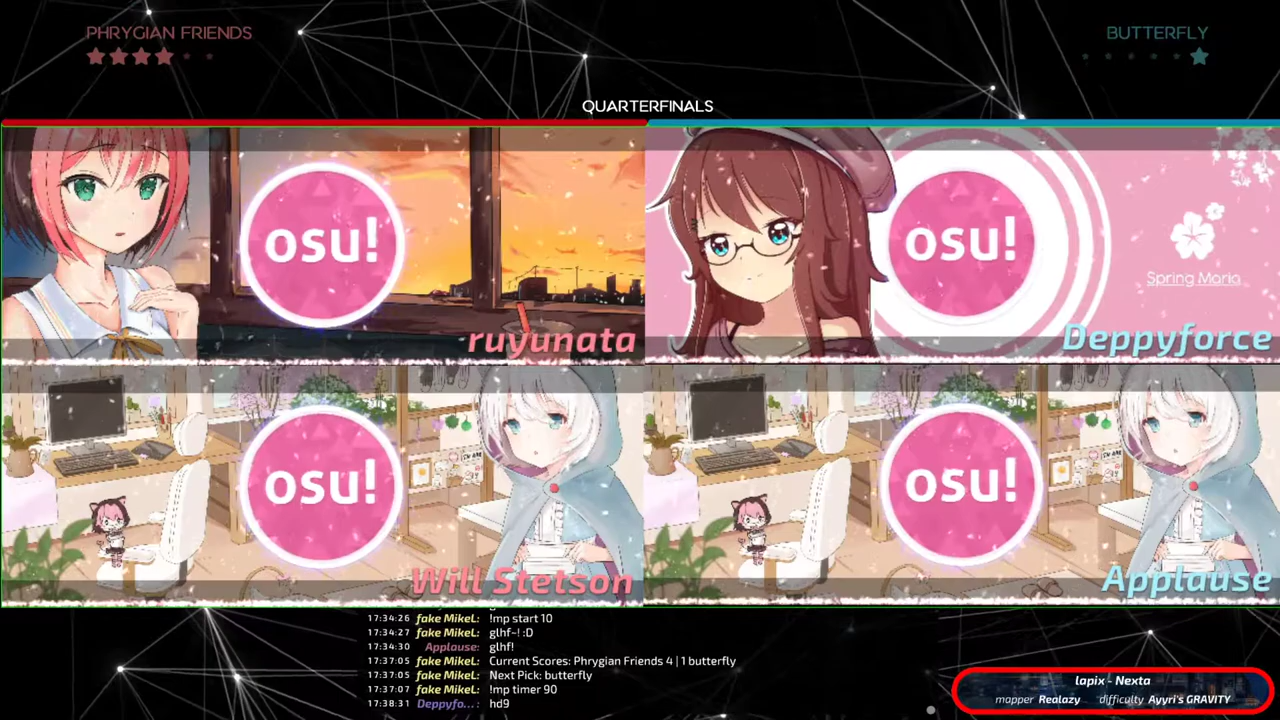 PHRYGIAN FRIENDS
BUTTERFLY
QUARTERFINALS
osu!
ruyunata
osu!
Spring Maria
Deppyforce
osu!
Will Stetson
osu!
Applause
17:34:26 fake MikeL: !mp start 10
17:34:27 fake MikeL: glhf~! :D
17:34:30 Applause: glhf!
17:37:05 fake MikeL: Current Scores: Phrygian Friends 4 | 1 butterfly
17:37:05 fake MikeL: Next Pick: butterfly
17:37:07 fake MikeL: !mp timer 90
17:38:31 Deppyfo...: hd9
lapix - Nexta
mapper Realazy difficulty Ayyri's GRAVITY